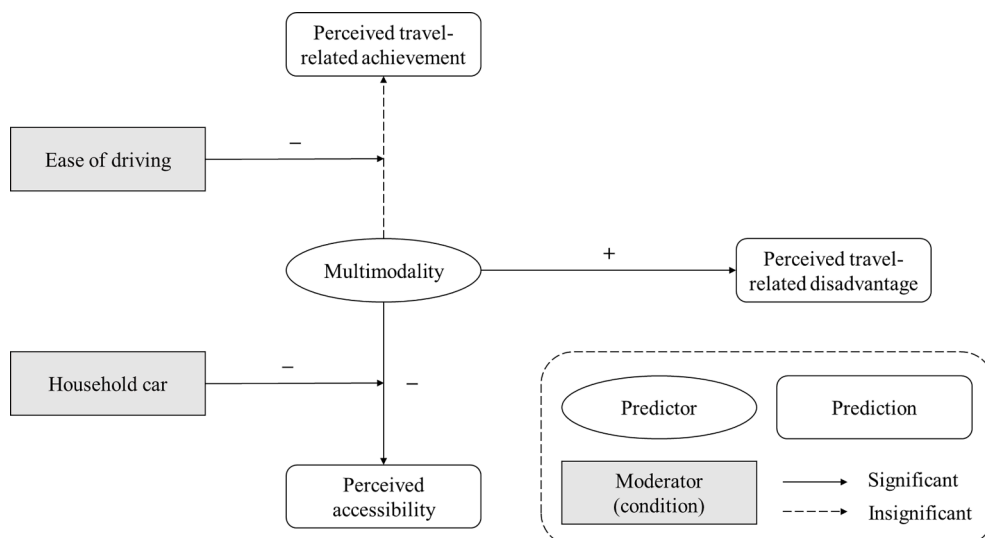 Perceived travel-
related achievement
−
Ease of driving
Multimodality
+
Perceived travel-
related disadvantage
−
Household car
−
Perceived
accessibility
Predictor
Prediction
Moderator
(condition)
Significant
Insignificant